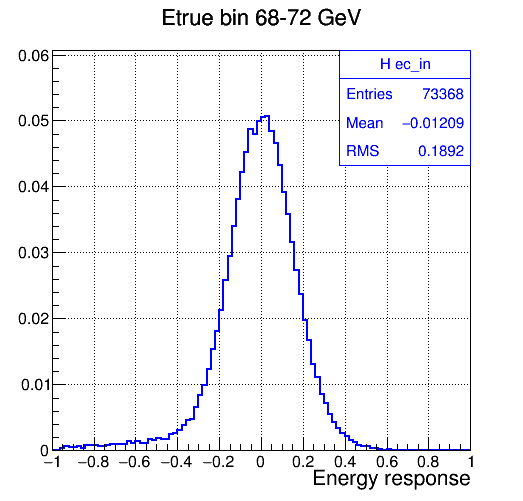 Etrue bin 68-72 GeV
H ec_in
Entries 73368
Mean −0.01209
RMS 0.1892
0.06
0.05
0.04
0.03
0.02
0.01
0
−1 −0.8 −0.6 −0.4 −0.2 0 0.2 0.4 0.6 0.8 1
Energy response